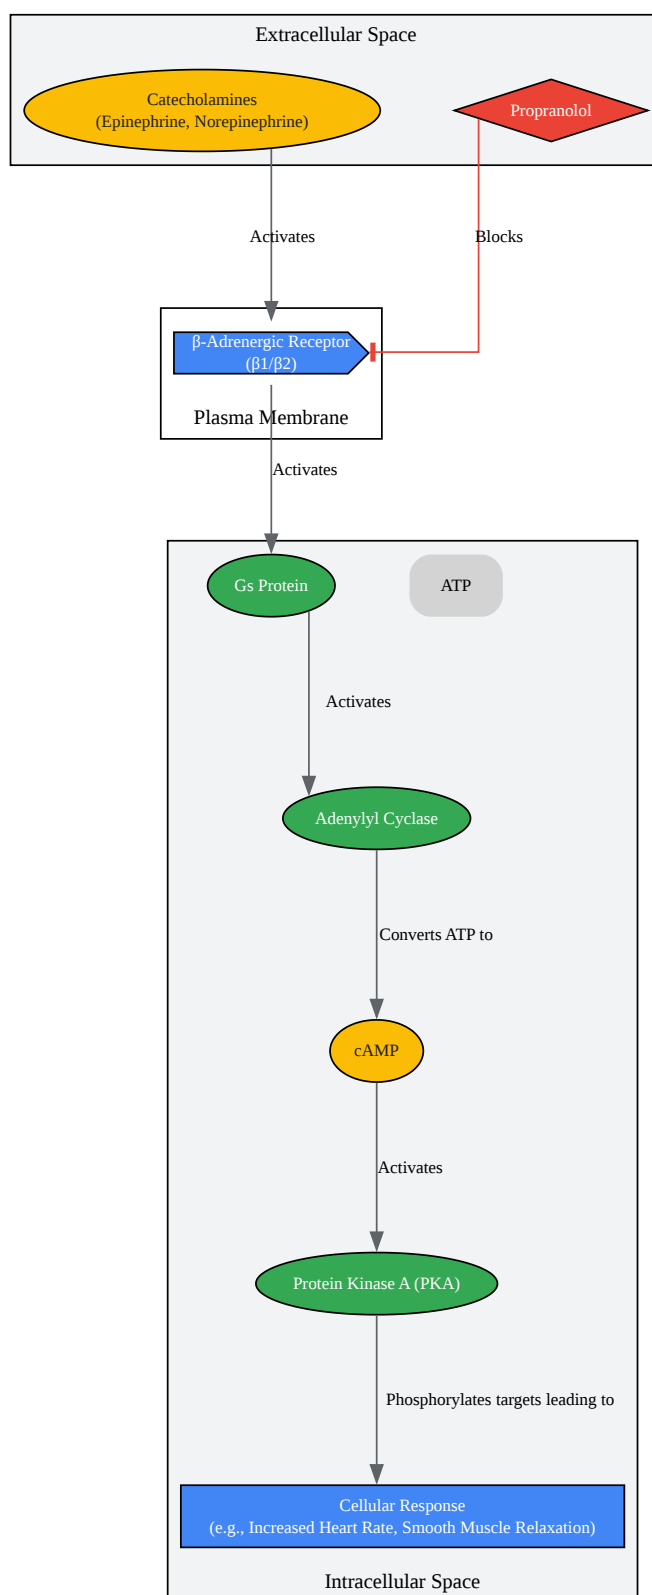 Extracellular Space
Catecholamines
(Epinephrine, Norepinephrine)
Propranolol
Activates
Blocks
β-Adrenergic Receptor
(β1/β2)
Plasma Membrane
Activates
Gs Protein
ATP
Activates
Adenylyl Cyclase
Converts ATP to
cAMP
Activates
Protein Kinase A (PKA)
Phosphorylates targets leading to
Cellular Response
(e.g., Increased Heart Rate, Smooth Muscle Relaxation)
Intracellular Space